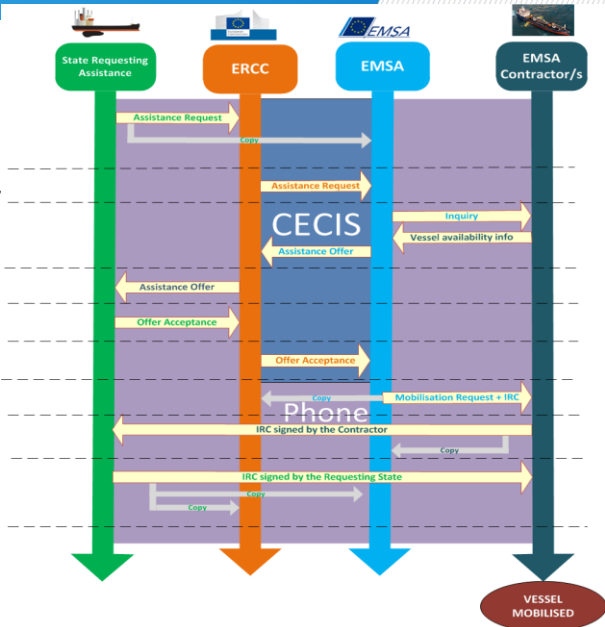 EMSA
State Requesting
Assistance
ERCC
EMSA
EMSA
Contractor/s
Assistance Request
Copy
Assistance Request
CECIS
Inquiry
Vessel availability info
Assistance Offer
Assistance Offer
Offer Acceptance
Offer Acceptance
Copy
Mobilisation Request + IRC
Phone
IRC signed by the Contractor
Copy
IRC signed by the Requesting State
Copy
Copy
VESSEL
MOBILISED